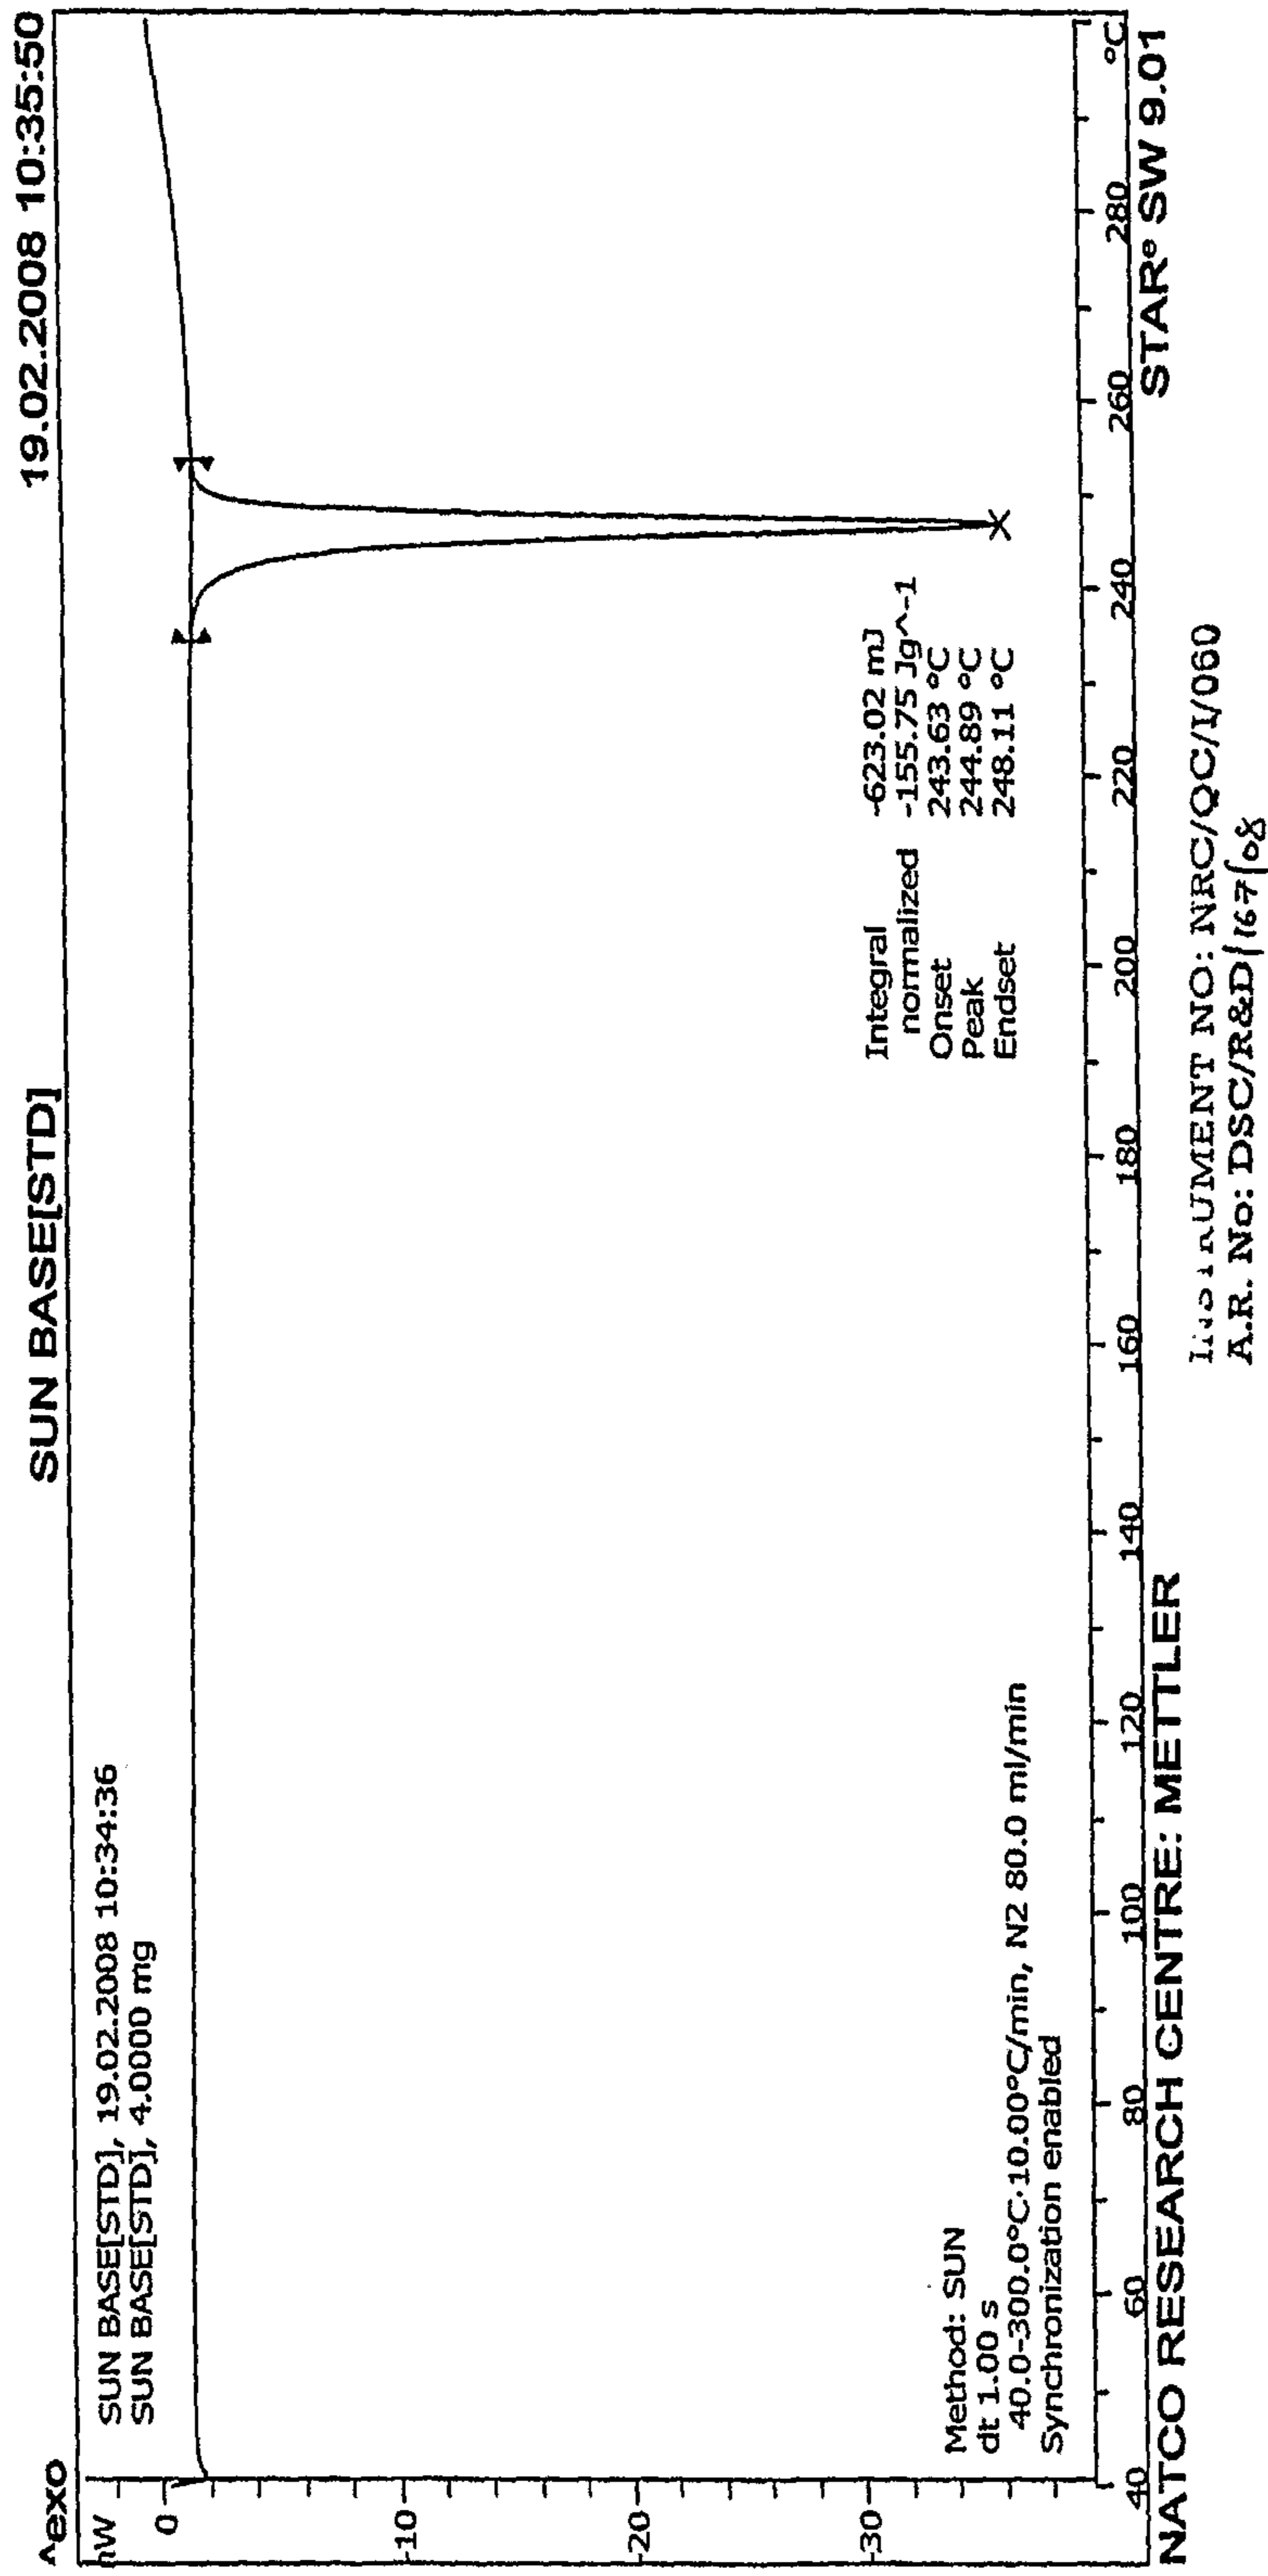 ^exo
SUN BASE[STD]
19.02.2008 10:35:50
SUN BASE[STD], 19.02.2008 10:34:36
SUN BASE[STD], 4.0000 mg
0
-10
-20
-30
Integral -623.02 mJ
normalized -155.75 Jg^-1
Onset 243.63 °C
Peak 244.89 °C
Endset 248.11 °C
Method: SUN
dt 1.00 s
40.0-300.0°C 10.00°C/min, N2 80.0 ml/min
Synchronization enabled
40 60 80 100 120 140 160 180 200 220 240 260 280 °C
NATCO RESEARCH CENTRE: METTLER
STARe SW 9.01
NO: NRC/QC/I/060
A.R. No: DSC/R&D/167/08